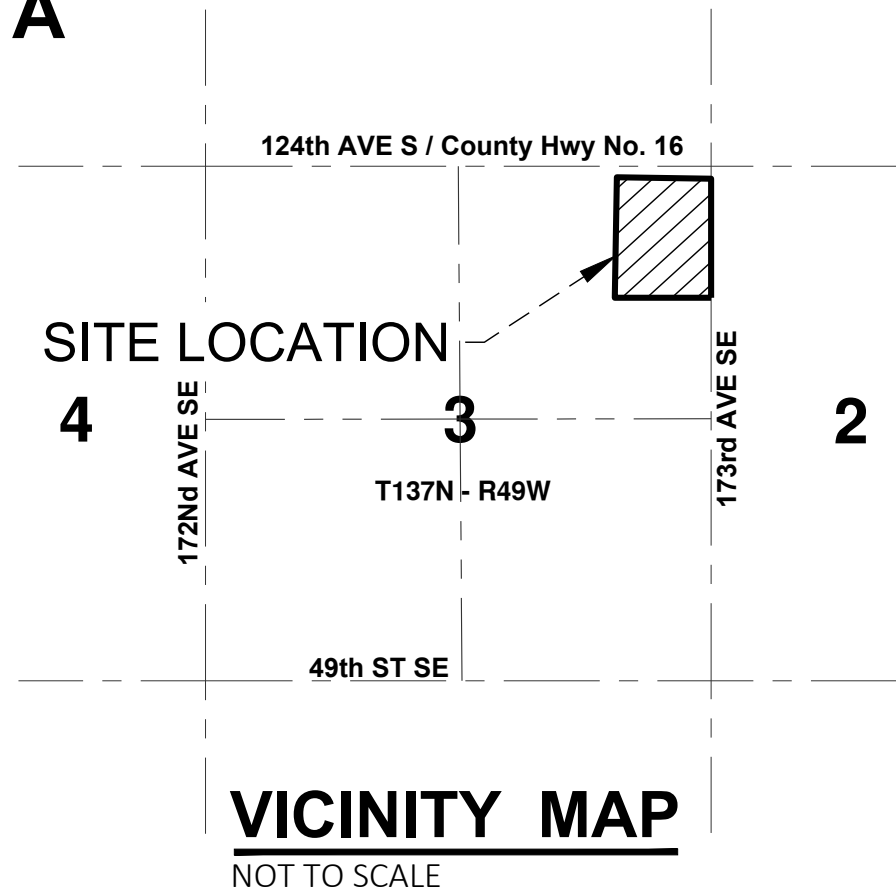 A
124th AVE S / County Hwy No. 16
SITE LOCATION
4
172Nd AVE SE
3
173rd AVE SE
2
T137N - R49W
49th ST SE
VICINITY MAP
NOT TO SCALE